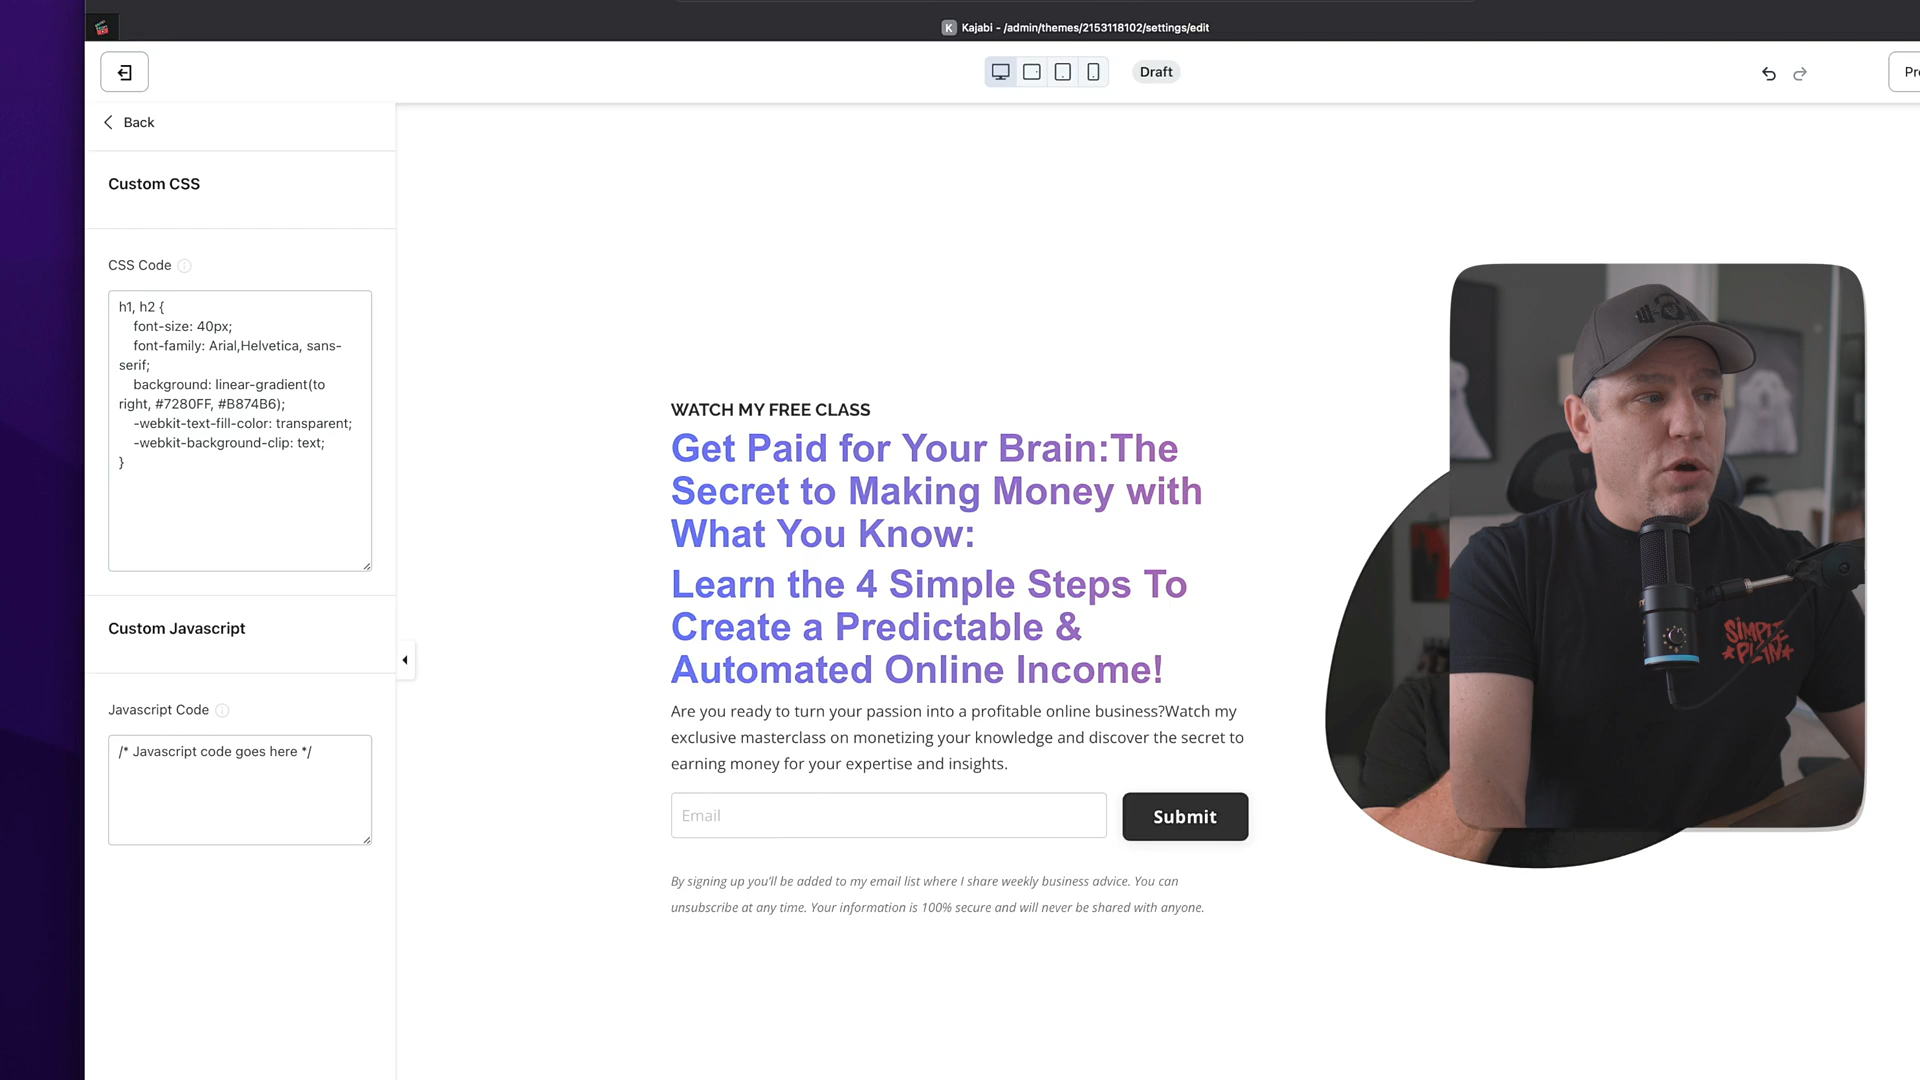 K Kajabi - /admin/themes/2153118102/settings/edit
Draft
Pre
Back
Custom CSS
CSS Code
h1, h2 {
font-size: 40px;
font-family: Arial,Helvetica, sans-
serif;
background: linear-gradient(to
right, #7280FF, #B874B6);
-webkit-text-fill-color: transparent;
-webkit-background-clip: text;
}
Custom Javascript
Javascript Code
/* Javascript code goes here */
WATCH MY FREE CLASS
Get Paid for Your Brain:The
Secret to Making Money with
What You Know:
Learn the 4 Simple Steps To
Create a Predictable &
Automated Online Income!
Are you ready to turn your passion into a profitable online business?Watch my
exclusive masterclass on monetizing your knowledge and discover the secret to
earning money for your expertise and insights.
Email
Submit
By signing up you'll be added to my email list where I share weekly business advice. You can
unsubscribe at any time. Your information is 100% secure and will never be shared with anyone.
SIMPLE
PLAN